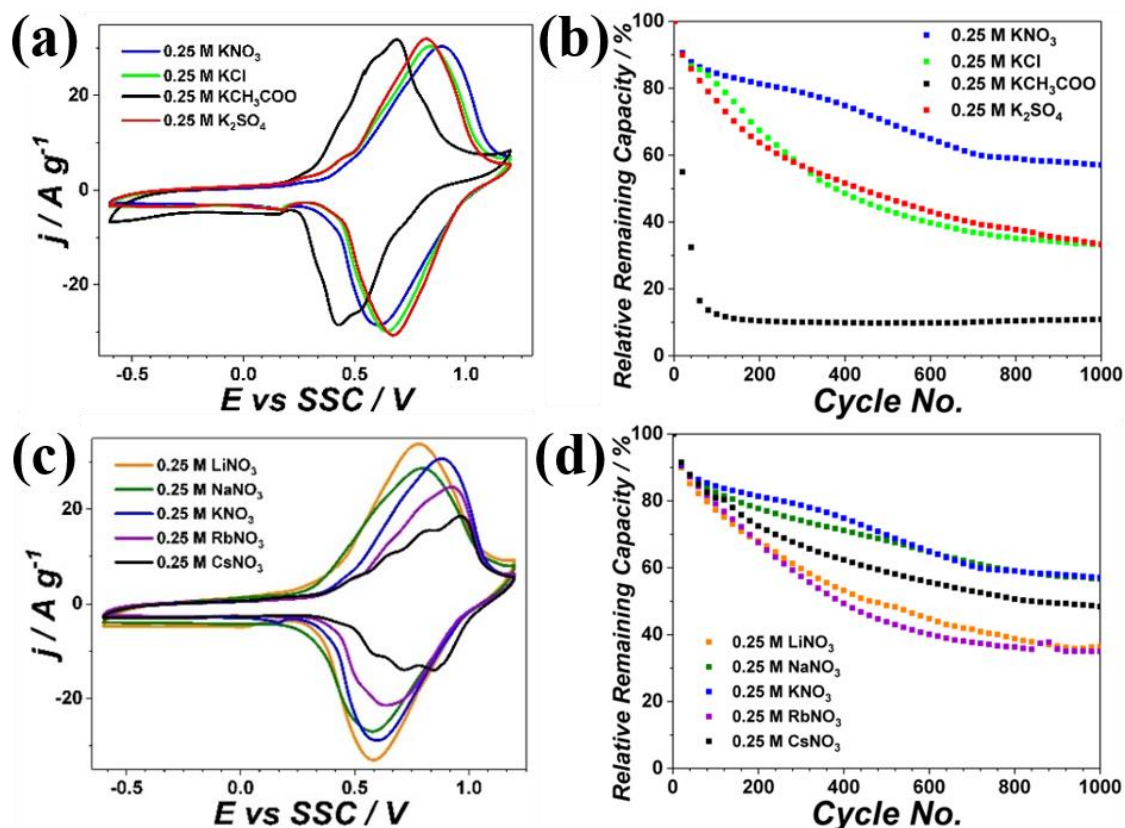 (a)
0.25 M KNO₃
0.25 M KCl
0.25 M KCH₃COO
0.25 M K₂SO₄
j / A g⁻¹
20
0
-20
-0.5 0.0 0.5 1.0
E vs SSC / V
(b)
0.25 M KNO₃
0.25 M KCl
0.25 M KCH₃COO
0.25 M K₂SO₄
Relative Remaining Capacity / %
100
80
60
40
20
0
0 200 400 600 800 1000
Cycle No.
(c)
0.25 M LiNO₃
0.25 M NaNO₃
0.25 M KNO₃
0.25 M RbNO₃
0.25 M CsNO₃
j / A g⁻¹
20
0
-20
-0.5 0.0 0.5 1.0
E vs SSC / V
(d)
0.25 M LiNO₃
0.25 M NaNO₃
0.25 M KNO₃
0.25 M RbNO₃
0.25 M CsNO₃
Relative Remaining Capacity / %
100
80
60
40
20
0
0 200 400 600 800 1000
Cycle No.